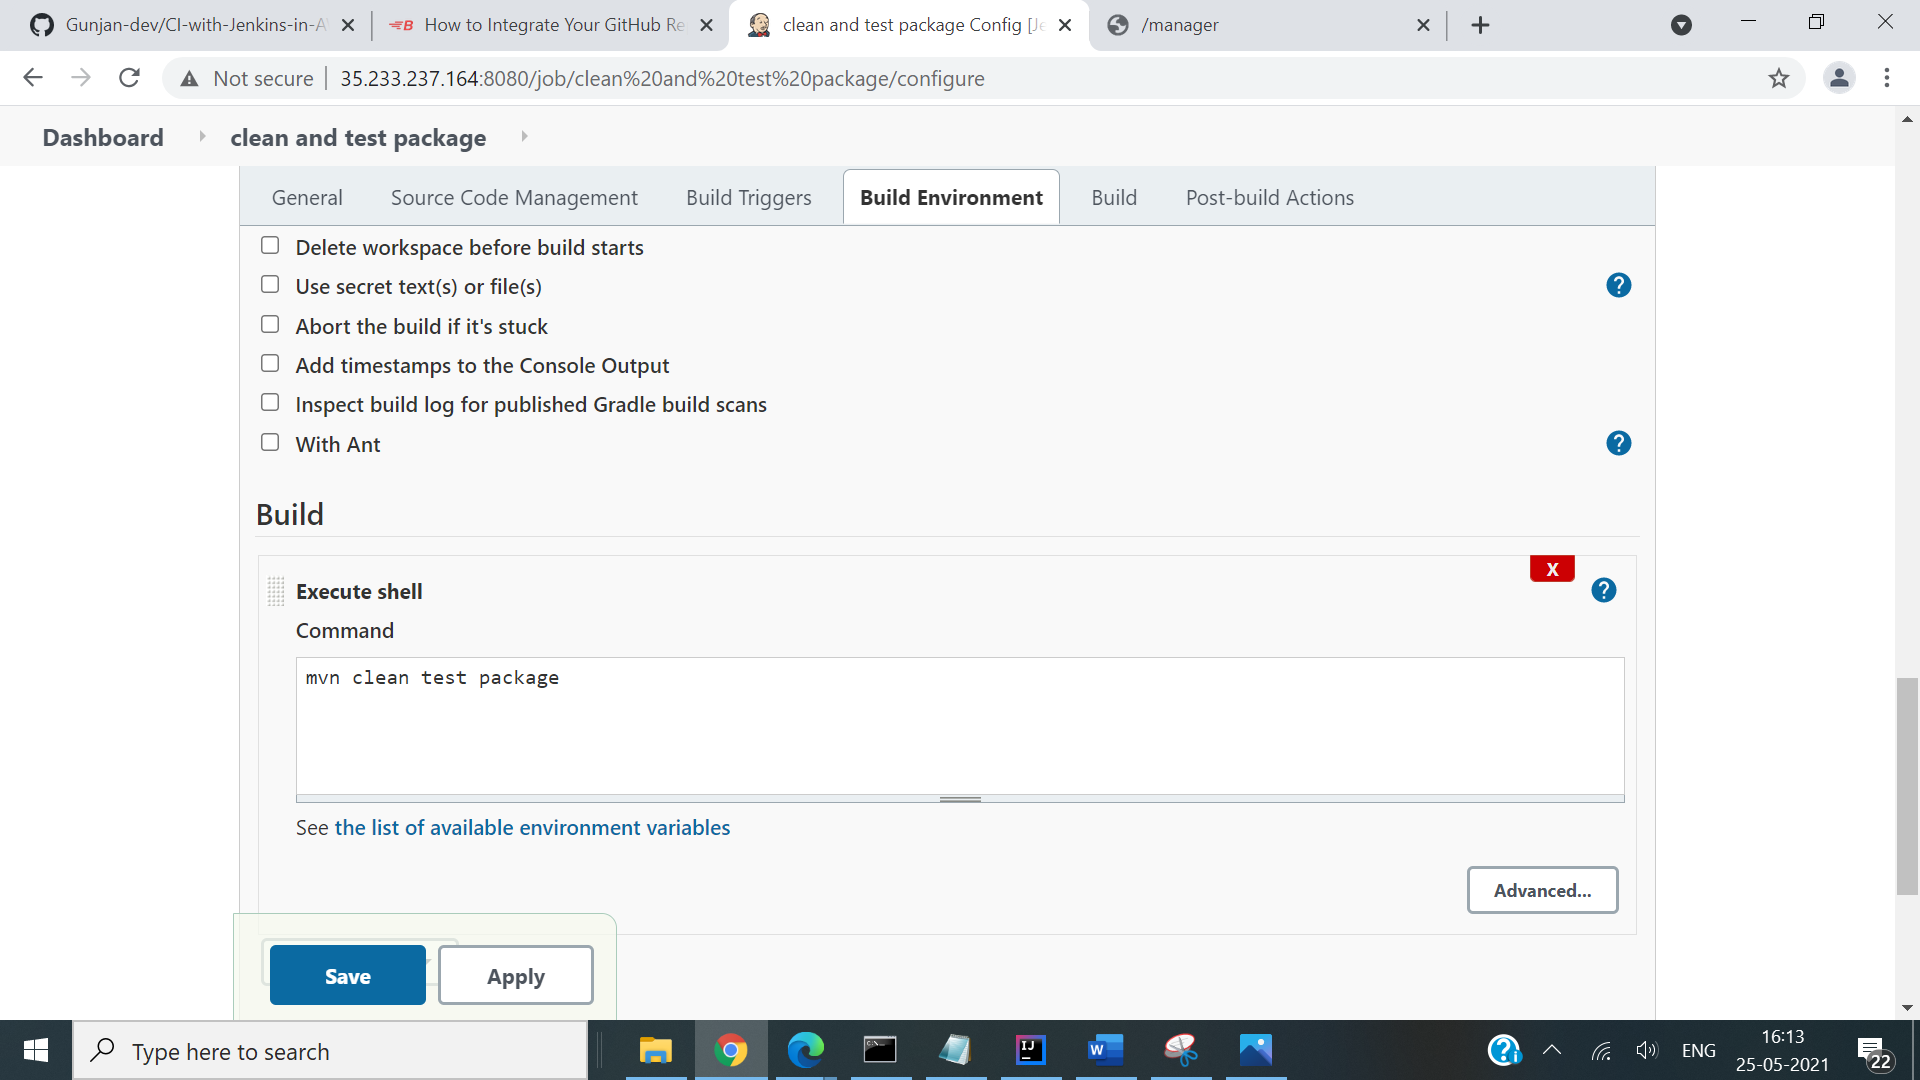 Gunjan-dev/CI-with-Jenkins-in-A
How to Integrate Your GitHub Re
clean and test package Config [Je
/manager
Not secure
35.233.237.164:8080/job/clean%20and%20test%20package/configure
Dashboard
clean and test package
General
Source Code Management
Build Triggers
Build Environment
Build
Post-build Actions
Delete workspace before build starts
Use secret text(s) or file(s)
?
Abort the build if it's stuck
Add timestamps to the Console Output
Inspect build log for published Gradle build scans
With Ant
?
Build
X
Execute shell
?
Command
mvn clean test package
See the list of available environment variables
Advanced...
Save
Apply
Type here to search
ENG
16:13
25-05-2021
22